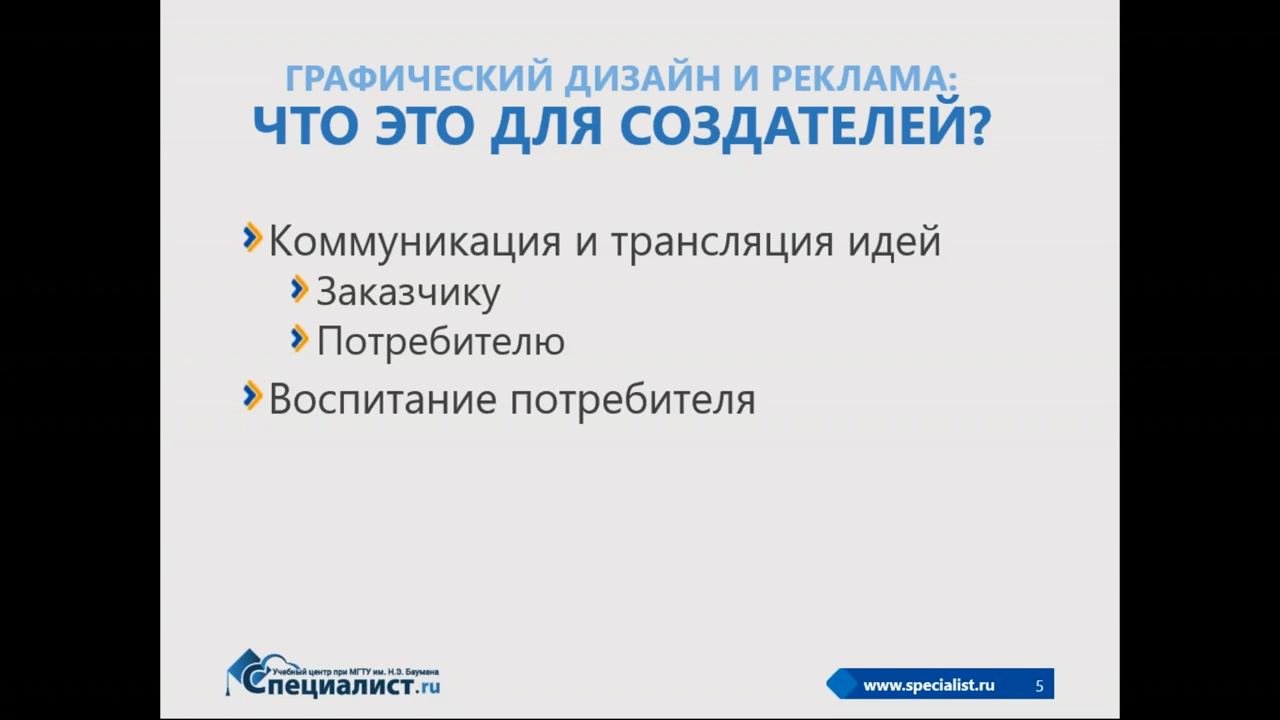 ГРАФИЧЕСКИЙ ДИЗАЙН И РЕКЛАМА:
ЧТО ЭТО ДЛЯ СОЗДАТЕЛЕЙ?
Коммуникация и трансляция идей
Заказчику
Потребителю
Воспитание потребителя
Учебный центр при МГТУ им. Н.Э. Баумана
Специалист.ru
www.specialist.ru 5